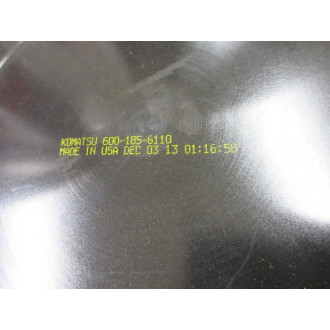 KOMATSU 600-185-6110
MADE IN USA DEC 03 13 01:16:58